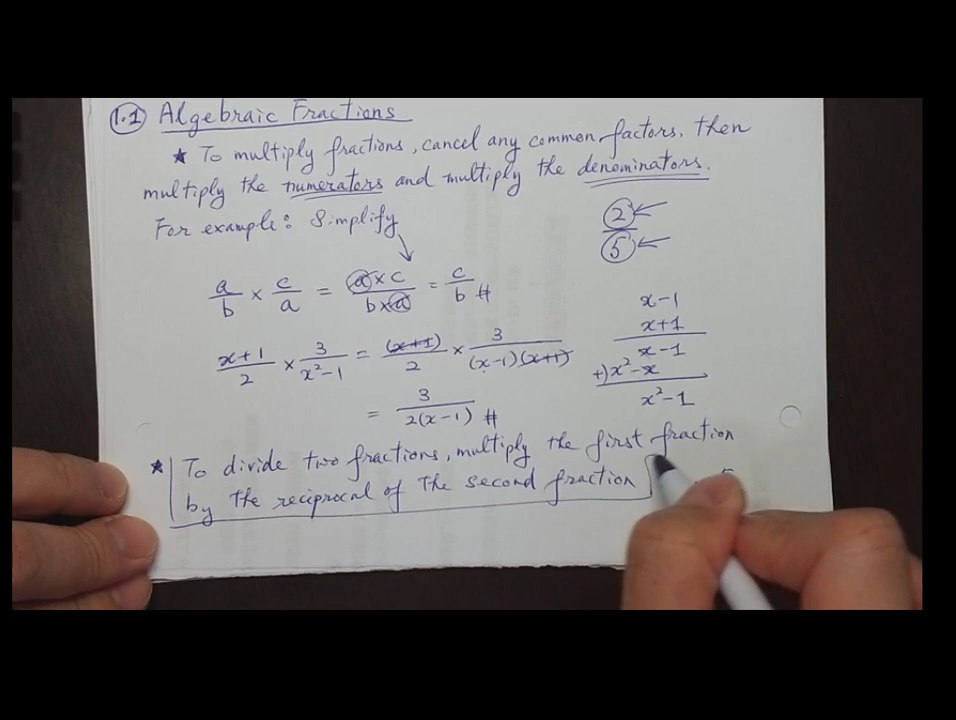 1.1 Algebraic Fractions
★ To multiply fractions, cancel any common factors. Then
multiply the numerators and multiply the denominators.
For example: Simplify
2
5
a/b × c/a = a×c/b×a = c/b #
x+1/2 × 3/x²-1 = (x+1)/2 × 3/(x-1)(x+1)
= 3/2(x-1) #
x-1
x+1
x-1
+) x²-x
x²-1
★ To divide two fractions, multiply the first fraction
by the reciprocal of the second fraction